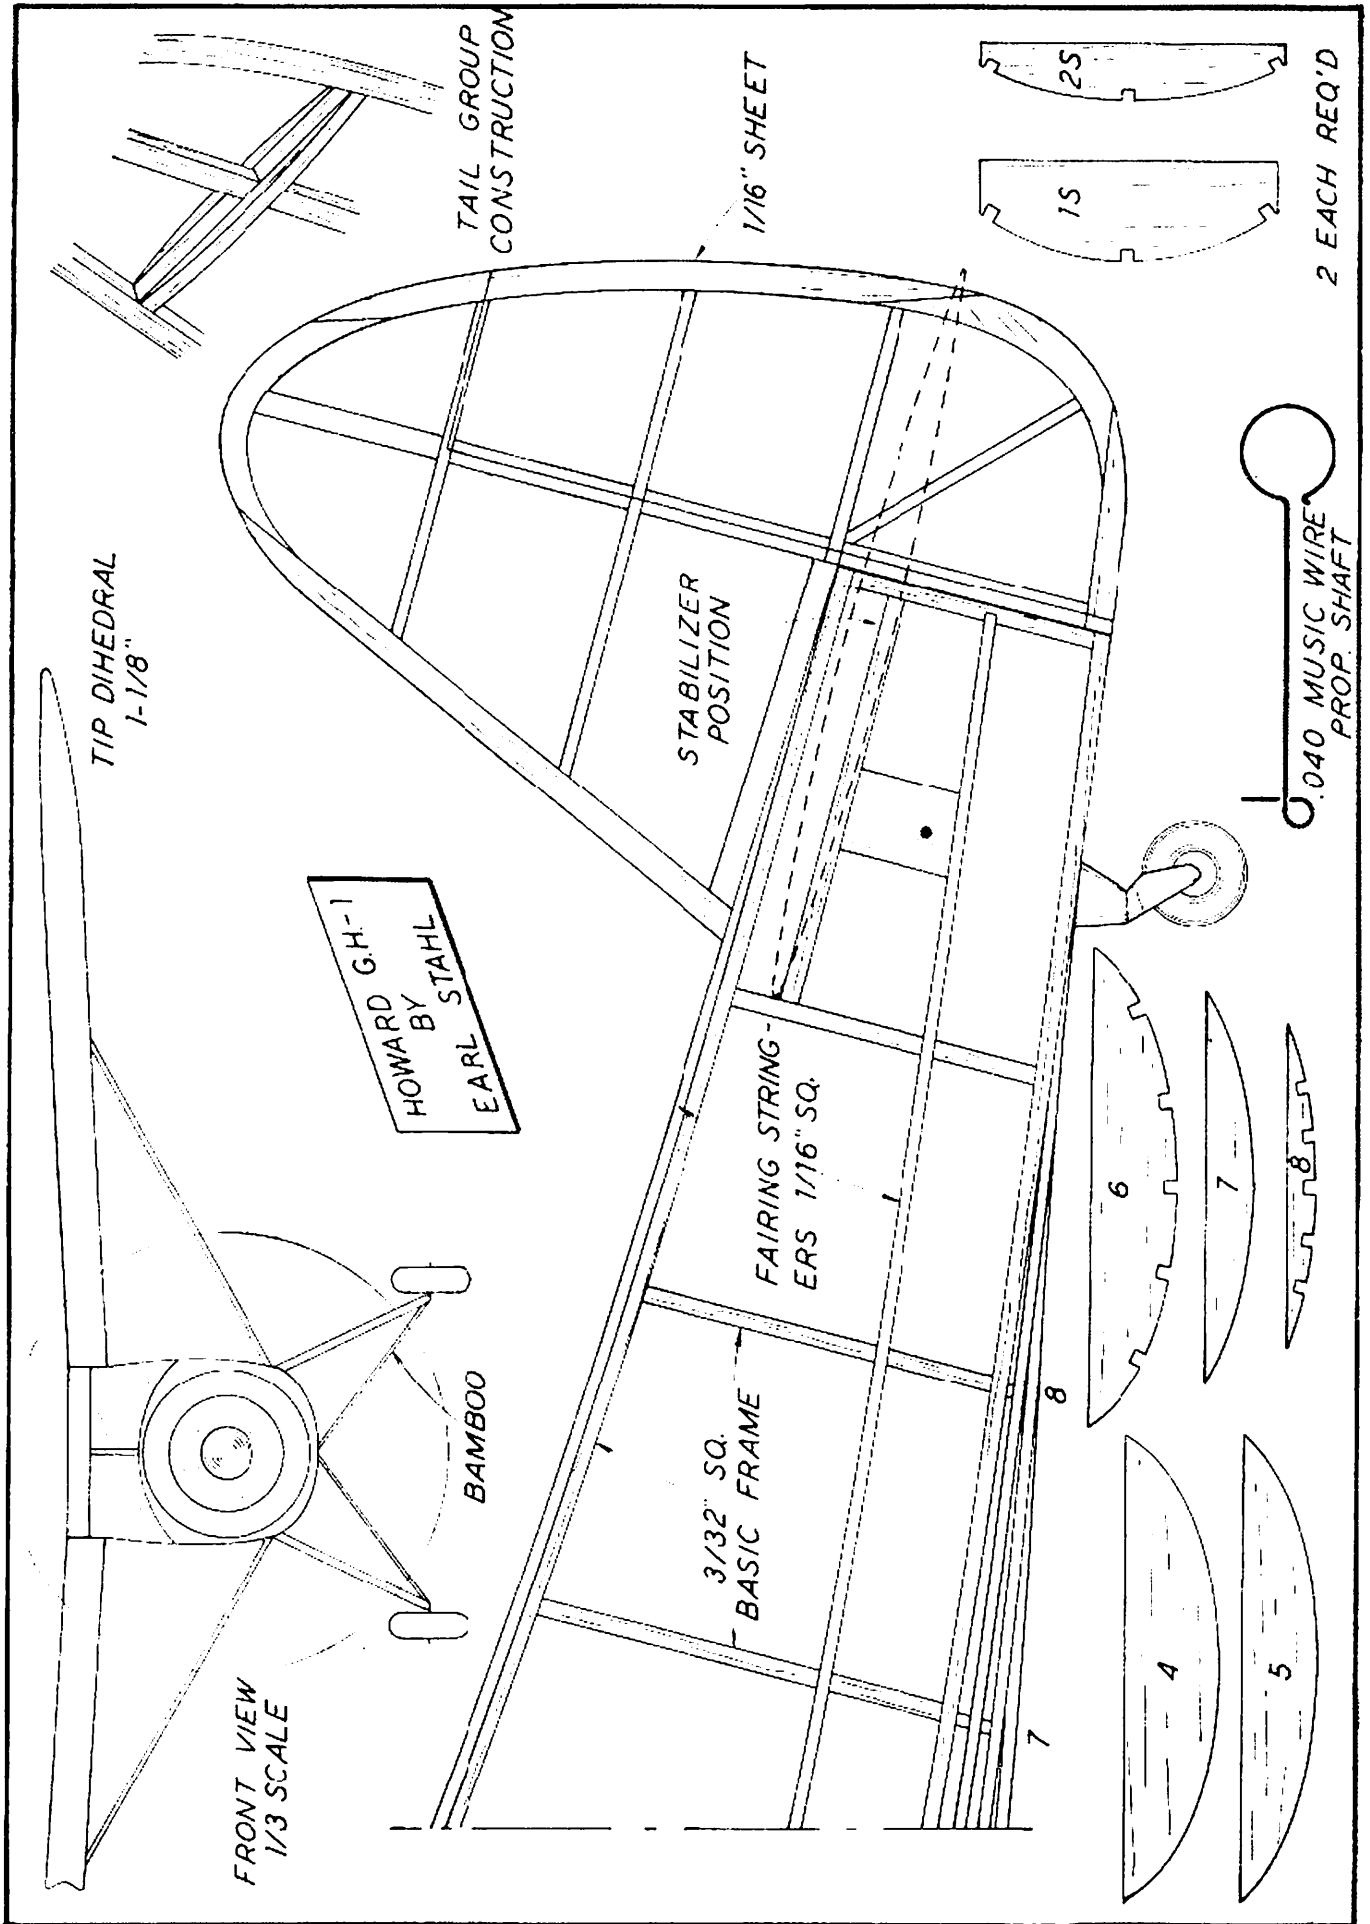 FRONT VIEW
1/3 SCALE
TIP DIHEDRAL
1-1/8"
TAIL GROUP
CONSTRUCTION
BAMBOO
HOWARD G.H.-1
BY
EARL STAHL
1/16" SHEET
STABILIZER
POSITION
3/32" SQ.
BASIC FRAME
FAIRING STRING-
ERS 1/16" SQ.
7
8
4
5
6
7
8
.040 MUSIC WIRE
PROP. SHAFT
1S
2S
2 EACH REQ'D